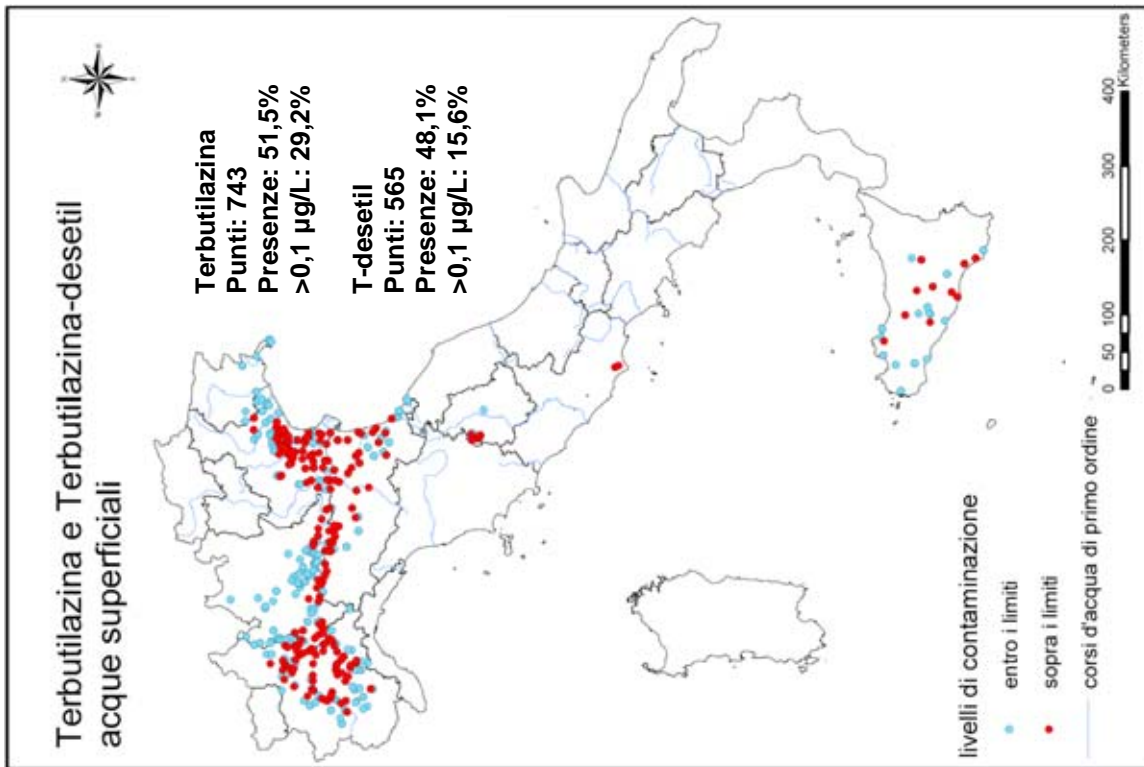 Terbutilazina e Terbutilazina-desetil
acque superficiali
Terbutilazina
Punti: 743
Presenze: 51,5%
>0,1 µg/L: 29,2%
T-desetil
Punti: 565
Presenze: 48,1%
>0,1 µg/L: 15,6%
livelli di contaminazione
entro i limiti
sopra i limiti
corsi d'acqua di primo ordine
0 50 100 200 300 400
Kilometers